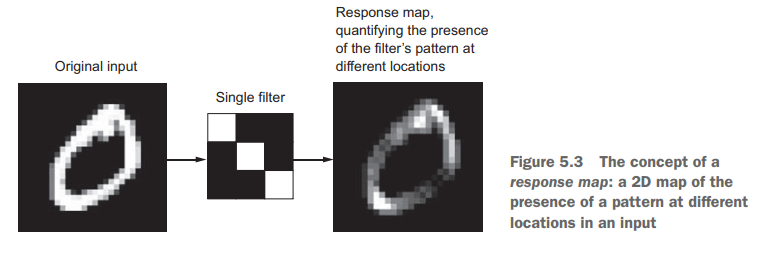 Response map,
quantifying the presence
of the filter's pattern at
different locations
Original input
Single filter
Figure 5.3 The concept of a
response map: a 2D map of the
presence of a pattern at different
locations in an input